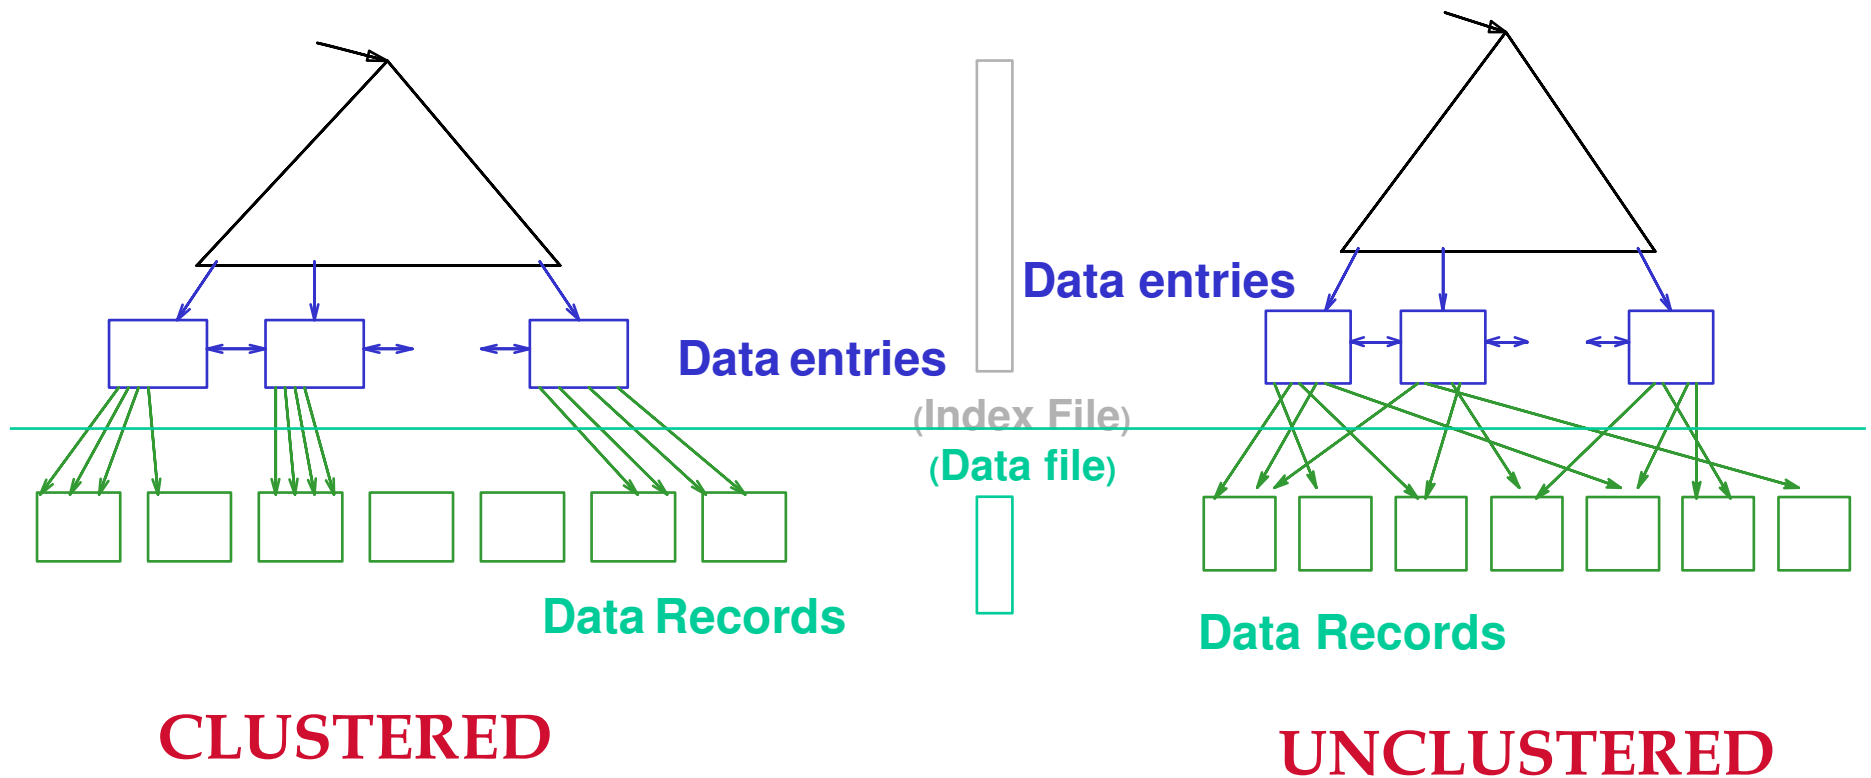 Data entries
Data entries
(Index File)
(Data file)
Data Records
Data Records
CLUSTERED
UNCLUSTERED